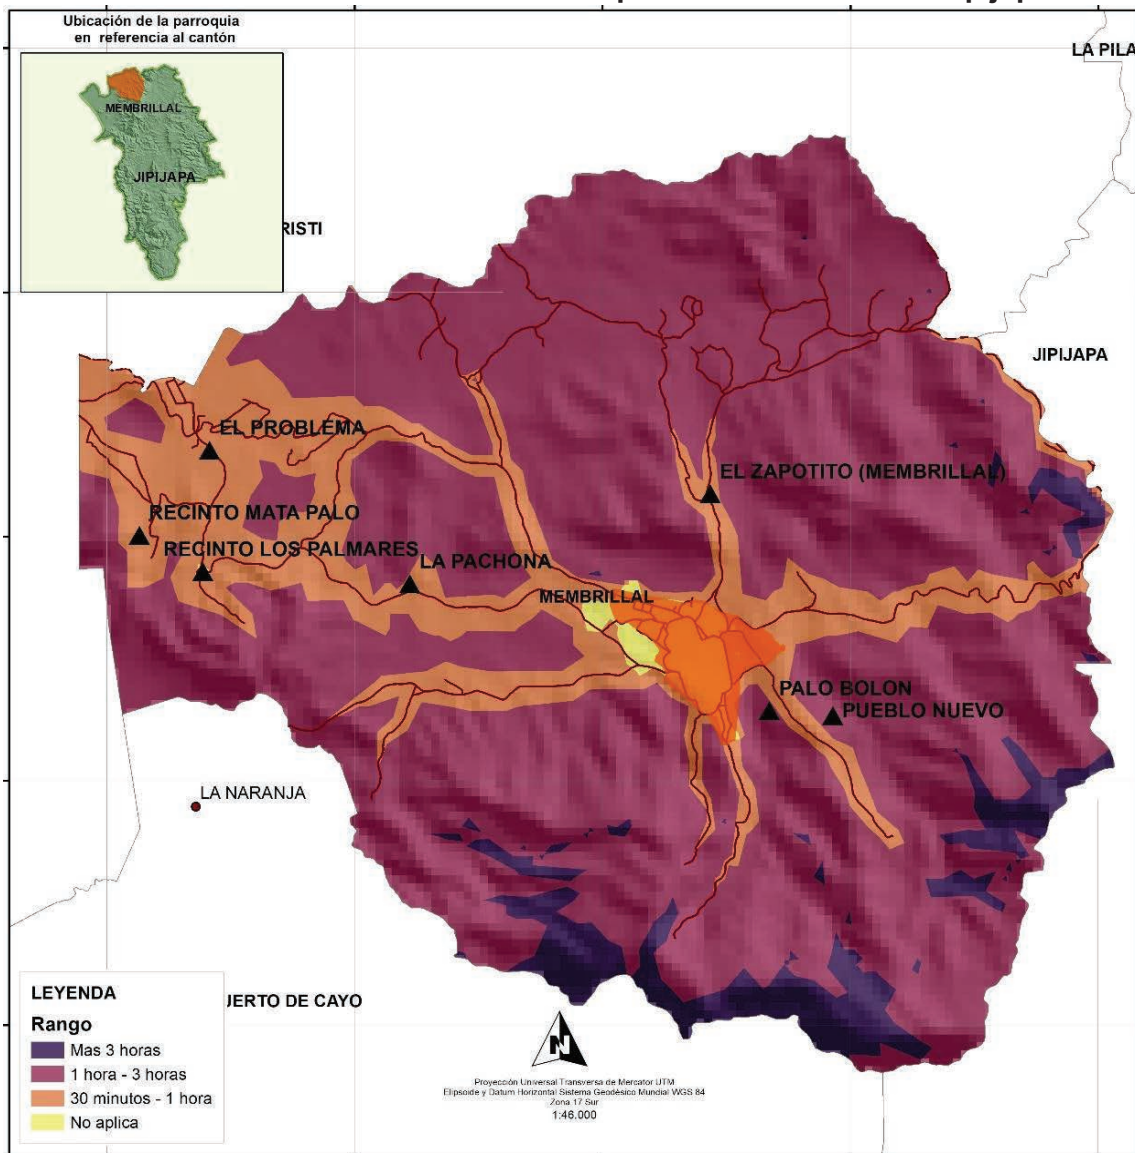 Ubicación de la parroquia
en referencia al cantón
MEMBRILLAL
JIPIJAPA
LA PILA
RISTI
JIPIJAPA
EL PROBLEMA
EL ZAPOTITO (MEMBRILLAL)
RECINTO MATA PALO
RECINTO LOS PALMARES
LA PACHONA
MEMBRILLAL
PALO BOLON
PUEBLO NUEVO
LA NARANJA
JERTO DE CAYO
LEYENDA
Rango
Mas 3 horas
1 hora - 3 horas
30 minutos - 1 hora
No aplica
N
Proyección Universal Transversa de Mercator UTM
Elipsoide y Datum Horizontal Sistema Geodésico Mundial WGS 84
Zona 17 Sur
1:46.000